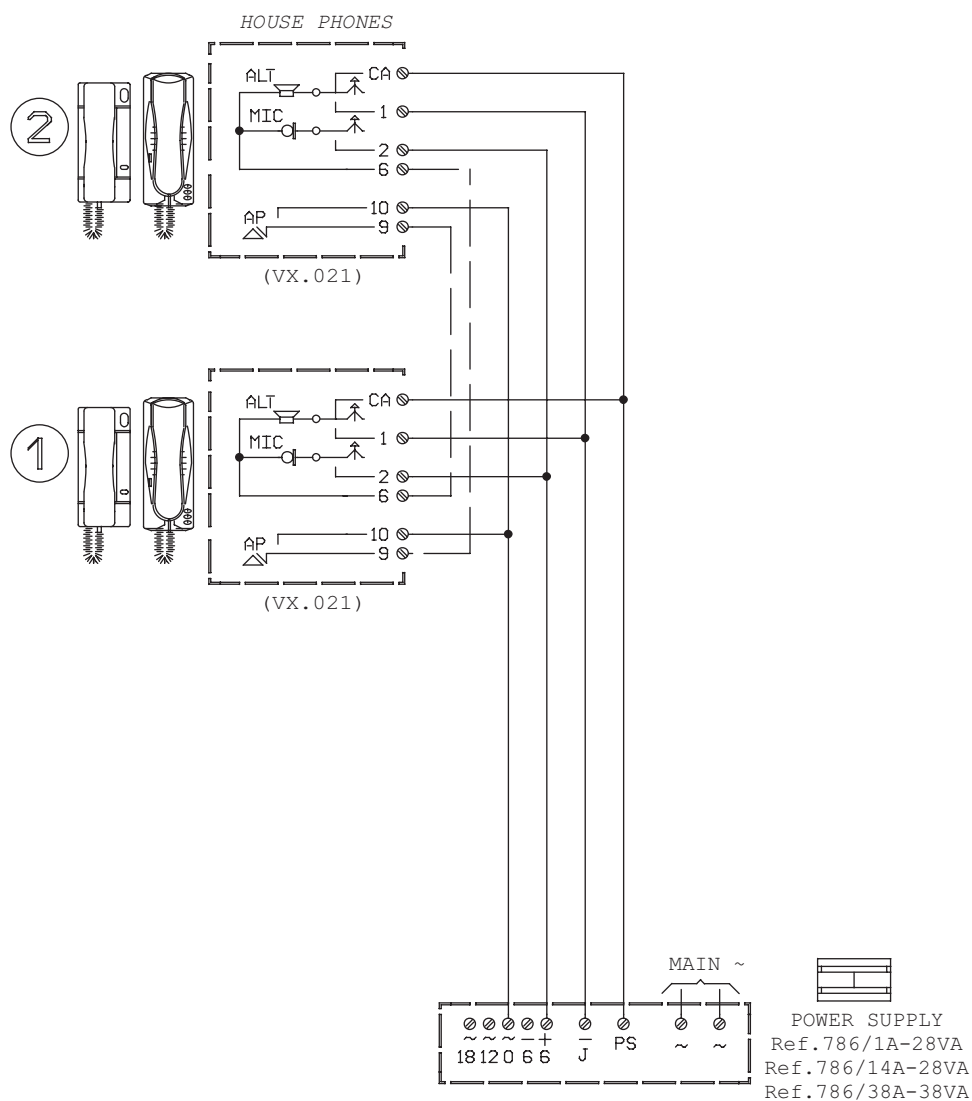 HOUSE PHONES
2
ALT
CA
MIC
1
2
6
10
AP
9
(VX.021)
1
ALT
CA
MIC
1
2
6
10
AP
9
(VX.021)
MAIN ~
~ ~ ~ − + − PS ~ ~
18 12 0 6 6 J
POWER SUPPLY
Ref.786/1A-28VA
Ref.786/14A-28VA
Ref.786/38A-38VA